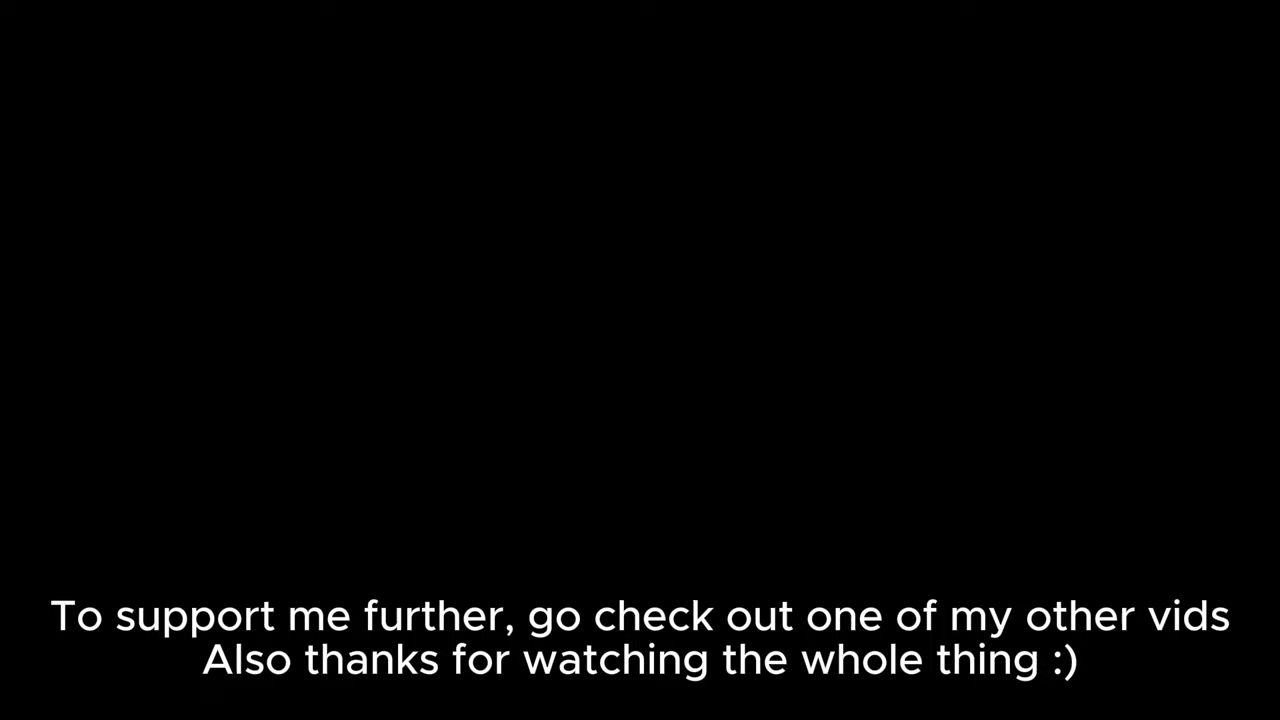 To support me further, go check out one of my other vids
Also thanks for watching the whole thing :)